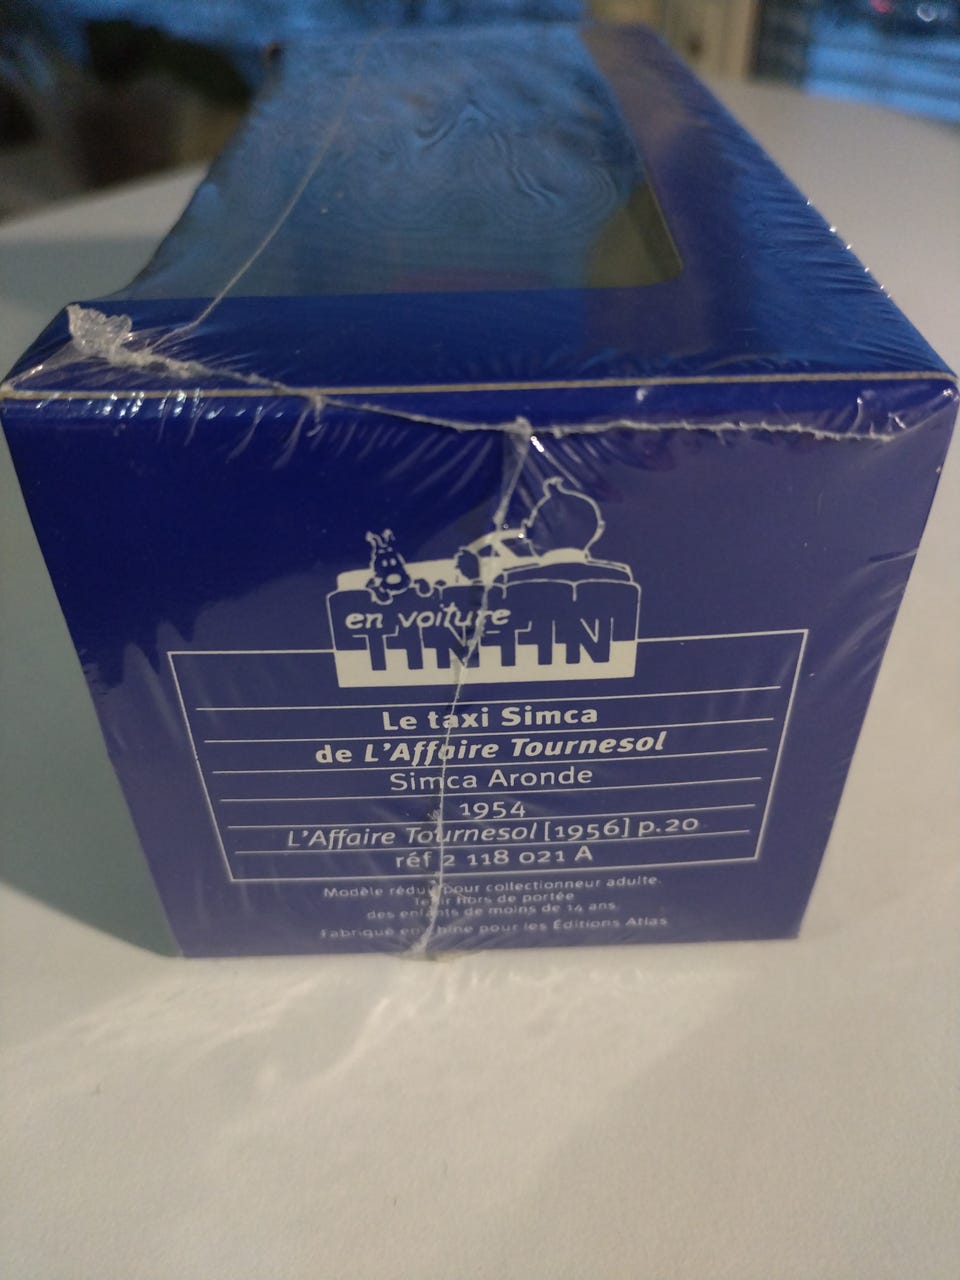 en voiture
TINTIN
Le taxi Simca
de L'Affaire Tournesol
Simca Aronde
1954
L'Affaire Tournesol [1956] p.20
réf 2 118 021 A
Modèle réduit pour collectionneur adulte.
Tenir hors de portée
des enfants de moins de 14 ans.
Fabriqué en Chine pour les Éditions Atlas